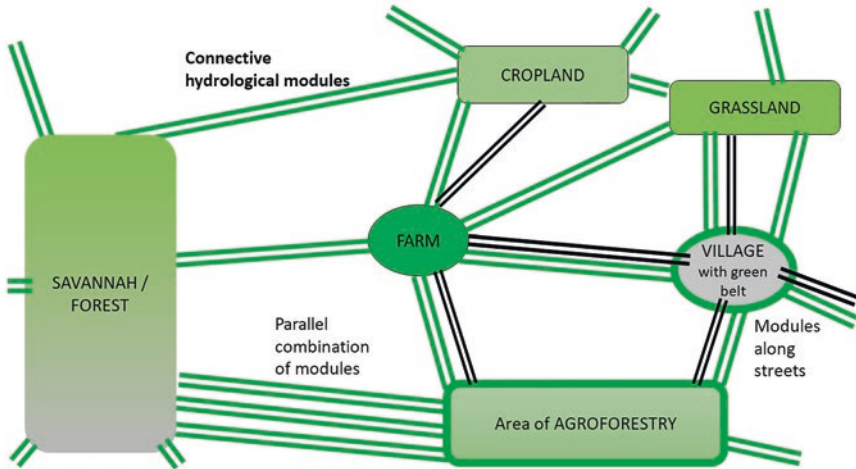 Connective
hydrological modules
CROPLAND
GRASSLAND
FARM
VILLAGE
with green
belt
SAVANNAH /
FOREST
Parallel
combination
of modules
Modules
along
streets
Area of AGROFORESTRY